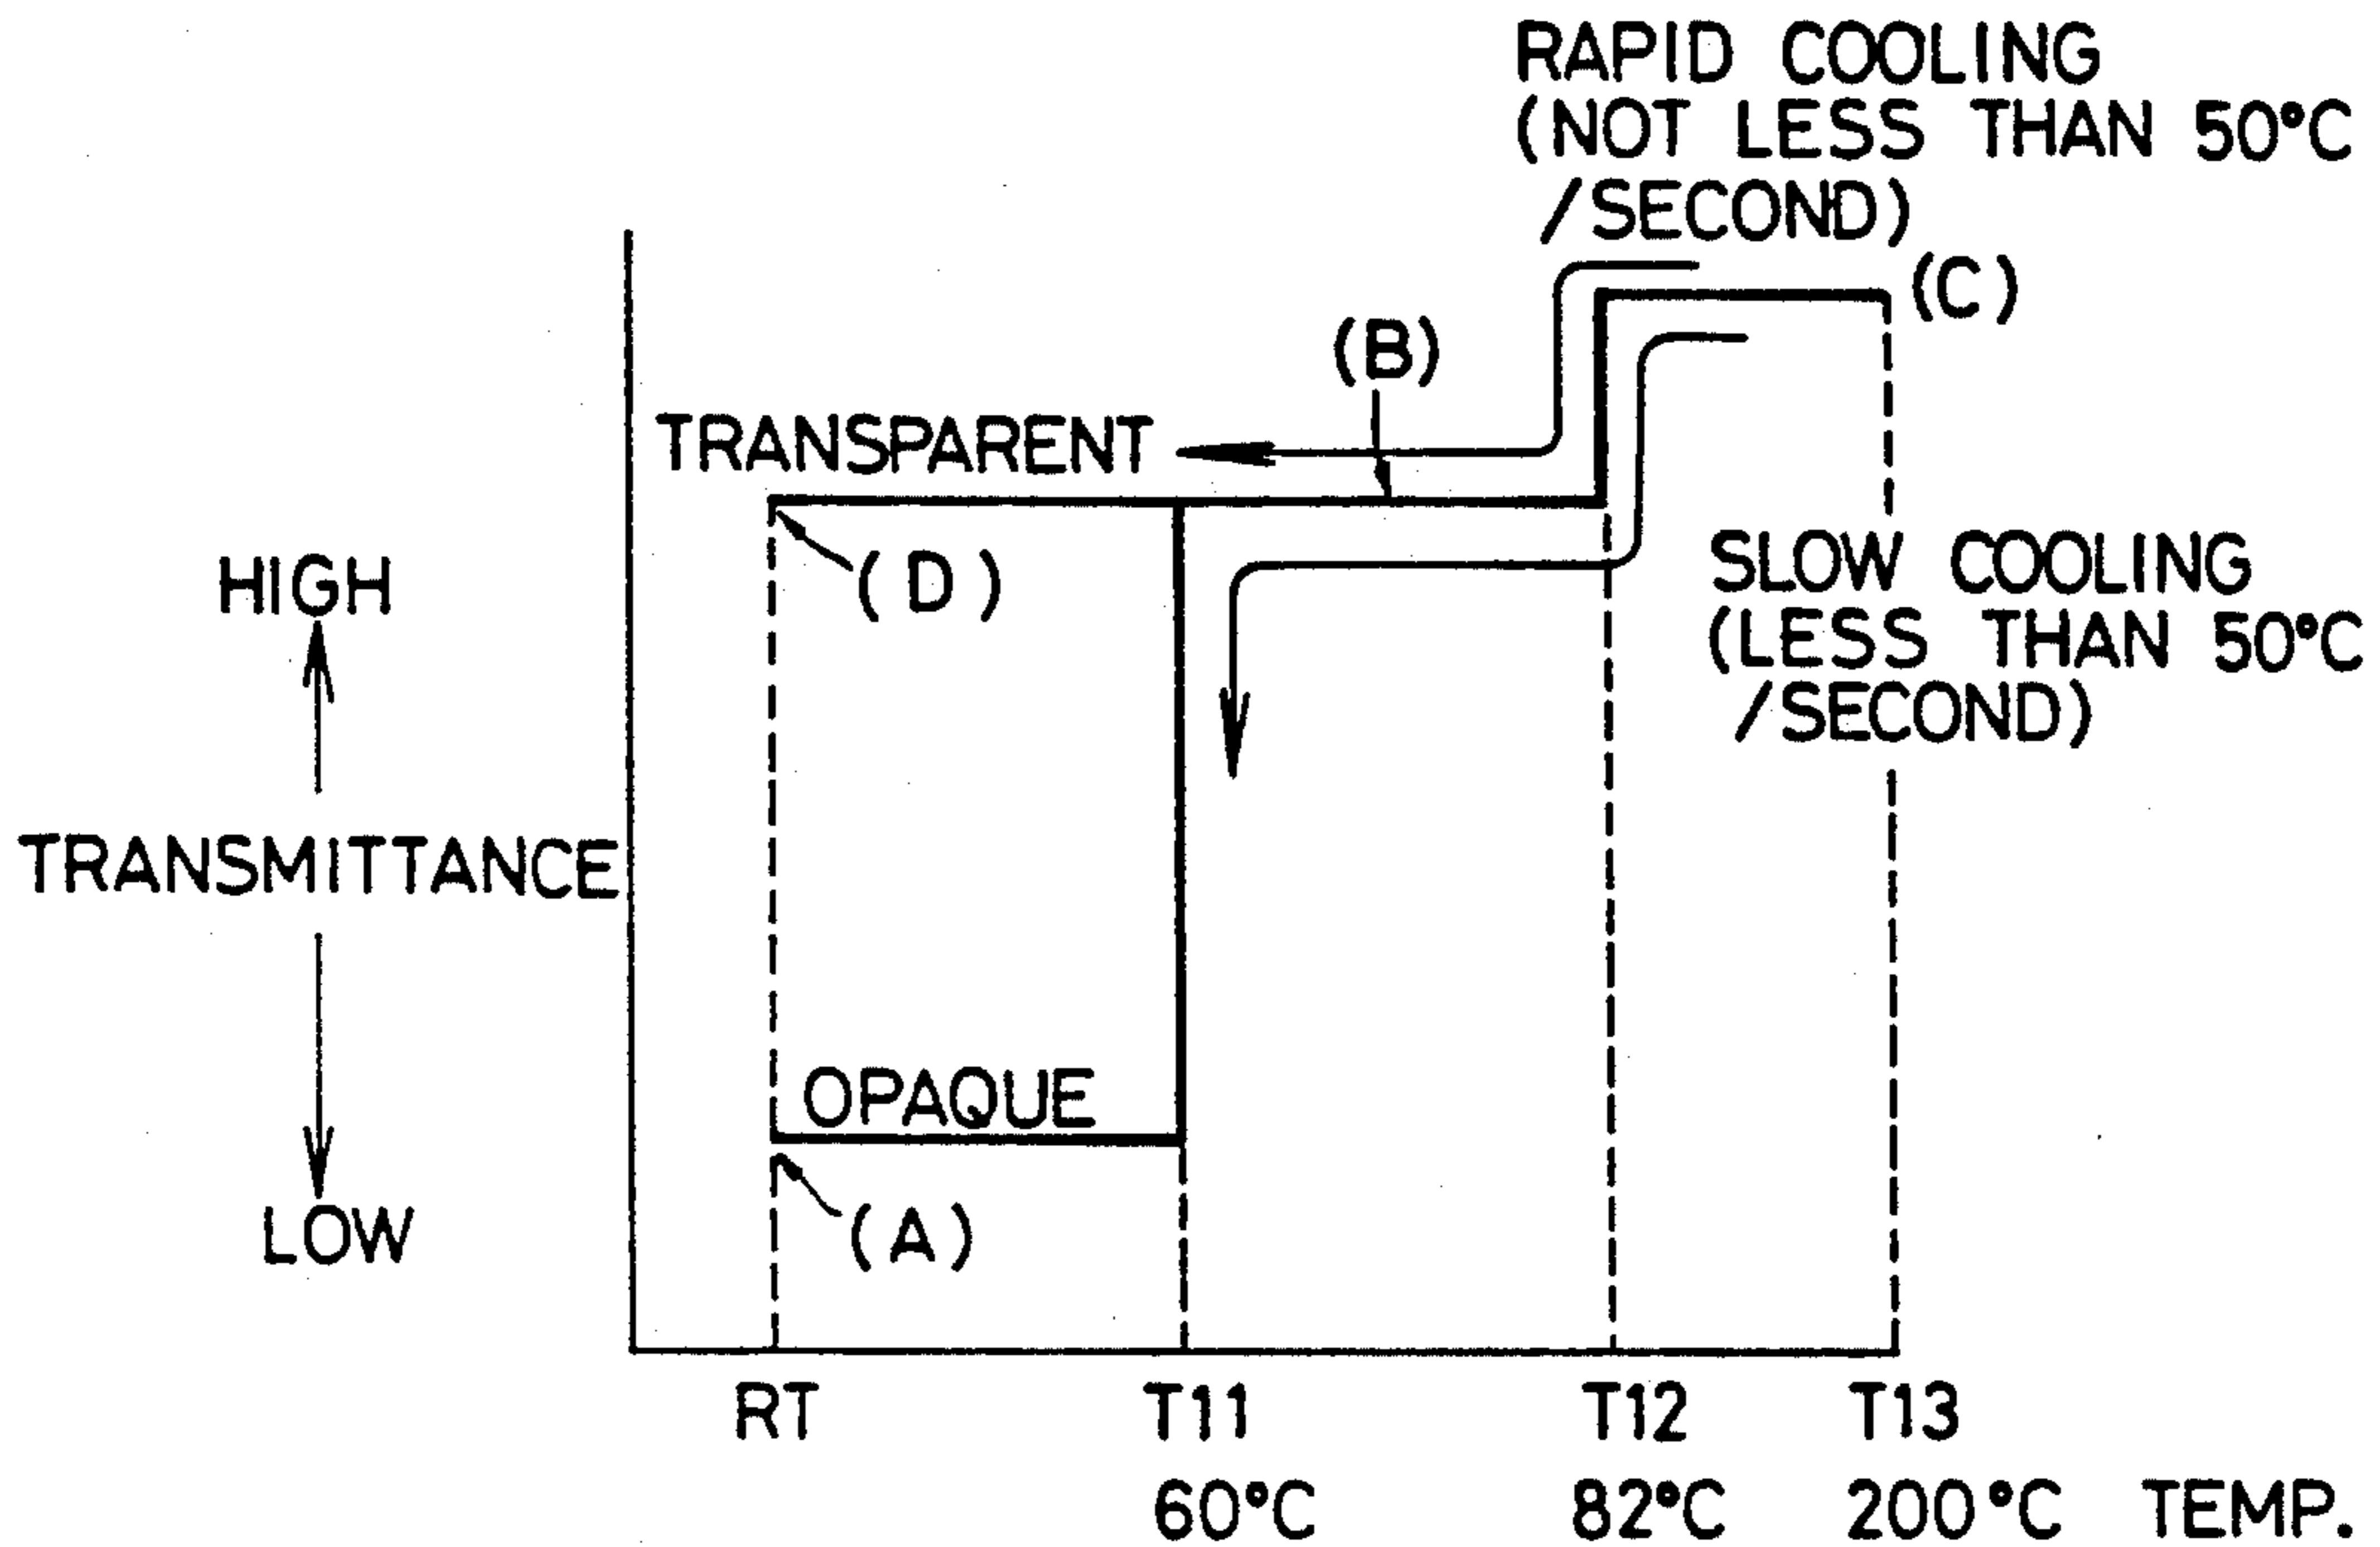 RAPID COOLING
(NOT LESS THAN 50°C
/SECOND)
(C)
(B)
TRANSPARENT
(D)
HIGH
SLOW COOLING
(LESS THAN 50°C
/SECOND)
TRANSMITTANCE
OPAQUE
(A)
LOW
RT T11 T12 T13
60°C 82°C 200°C TEMP.